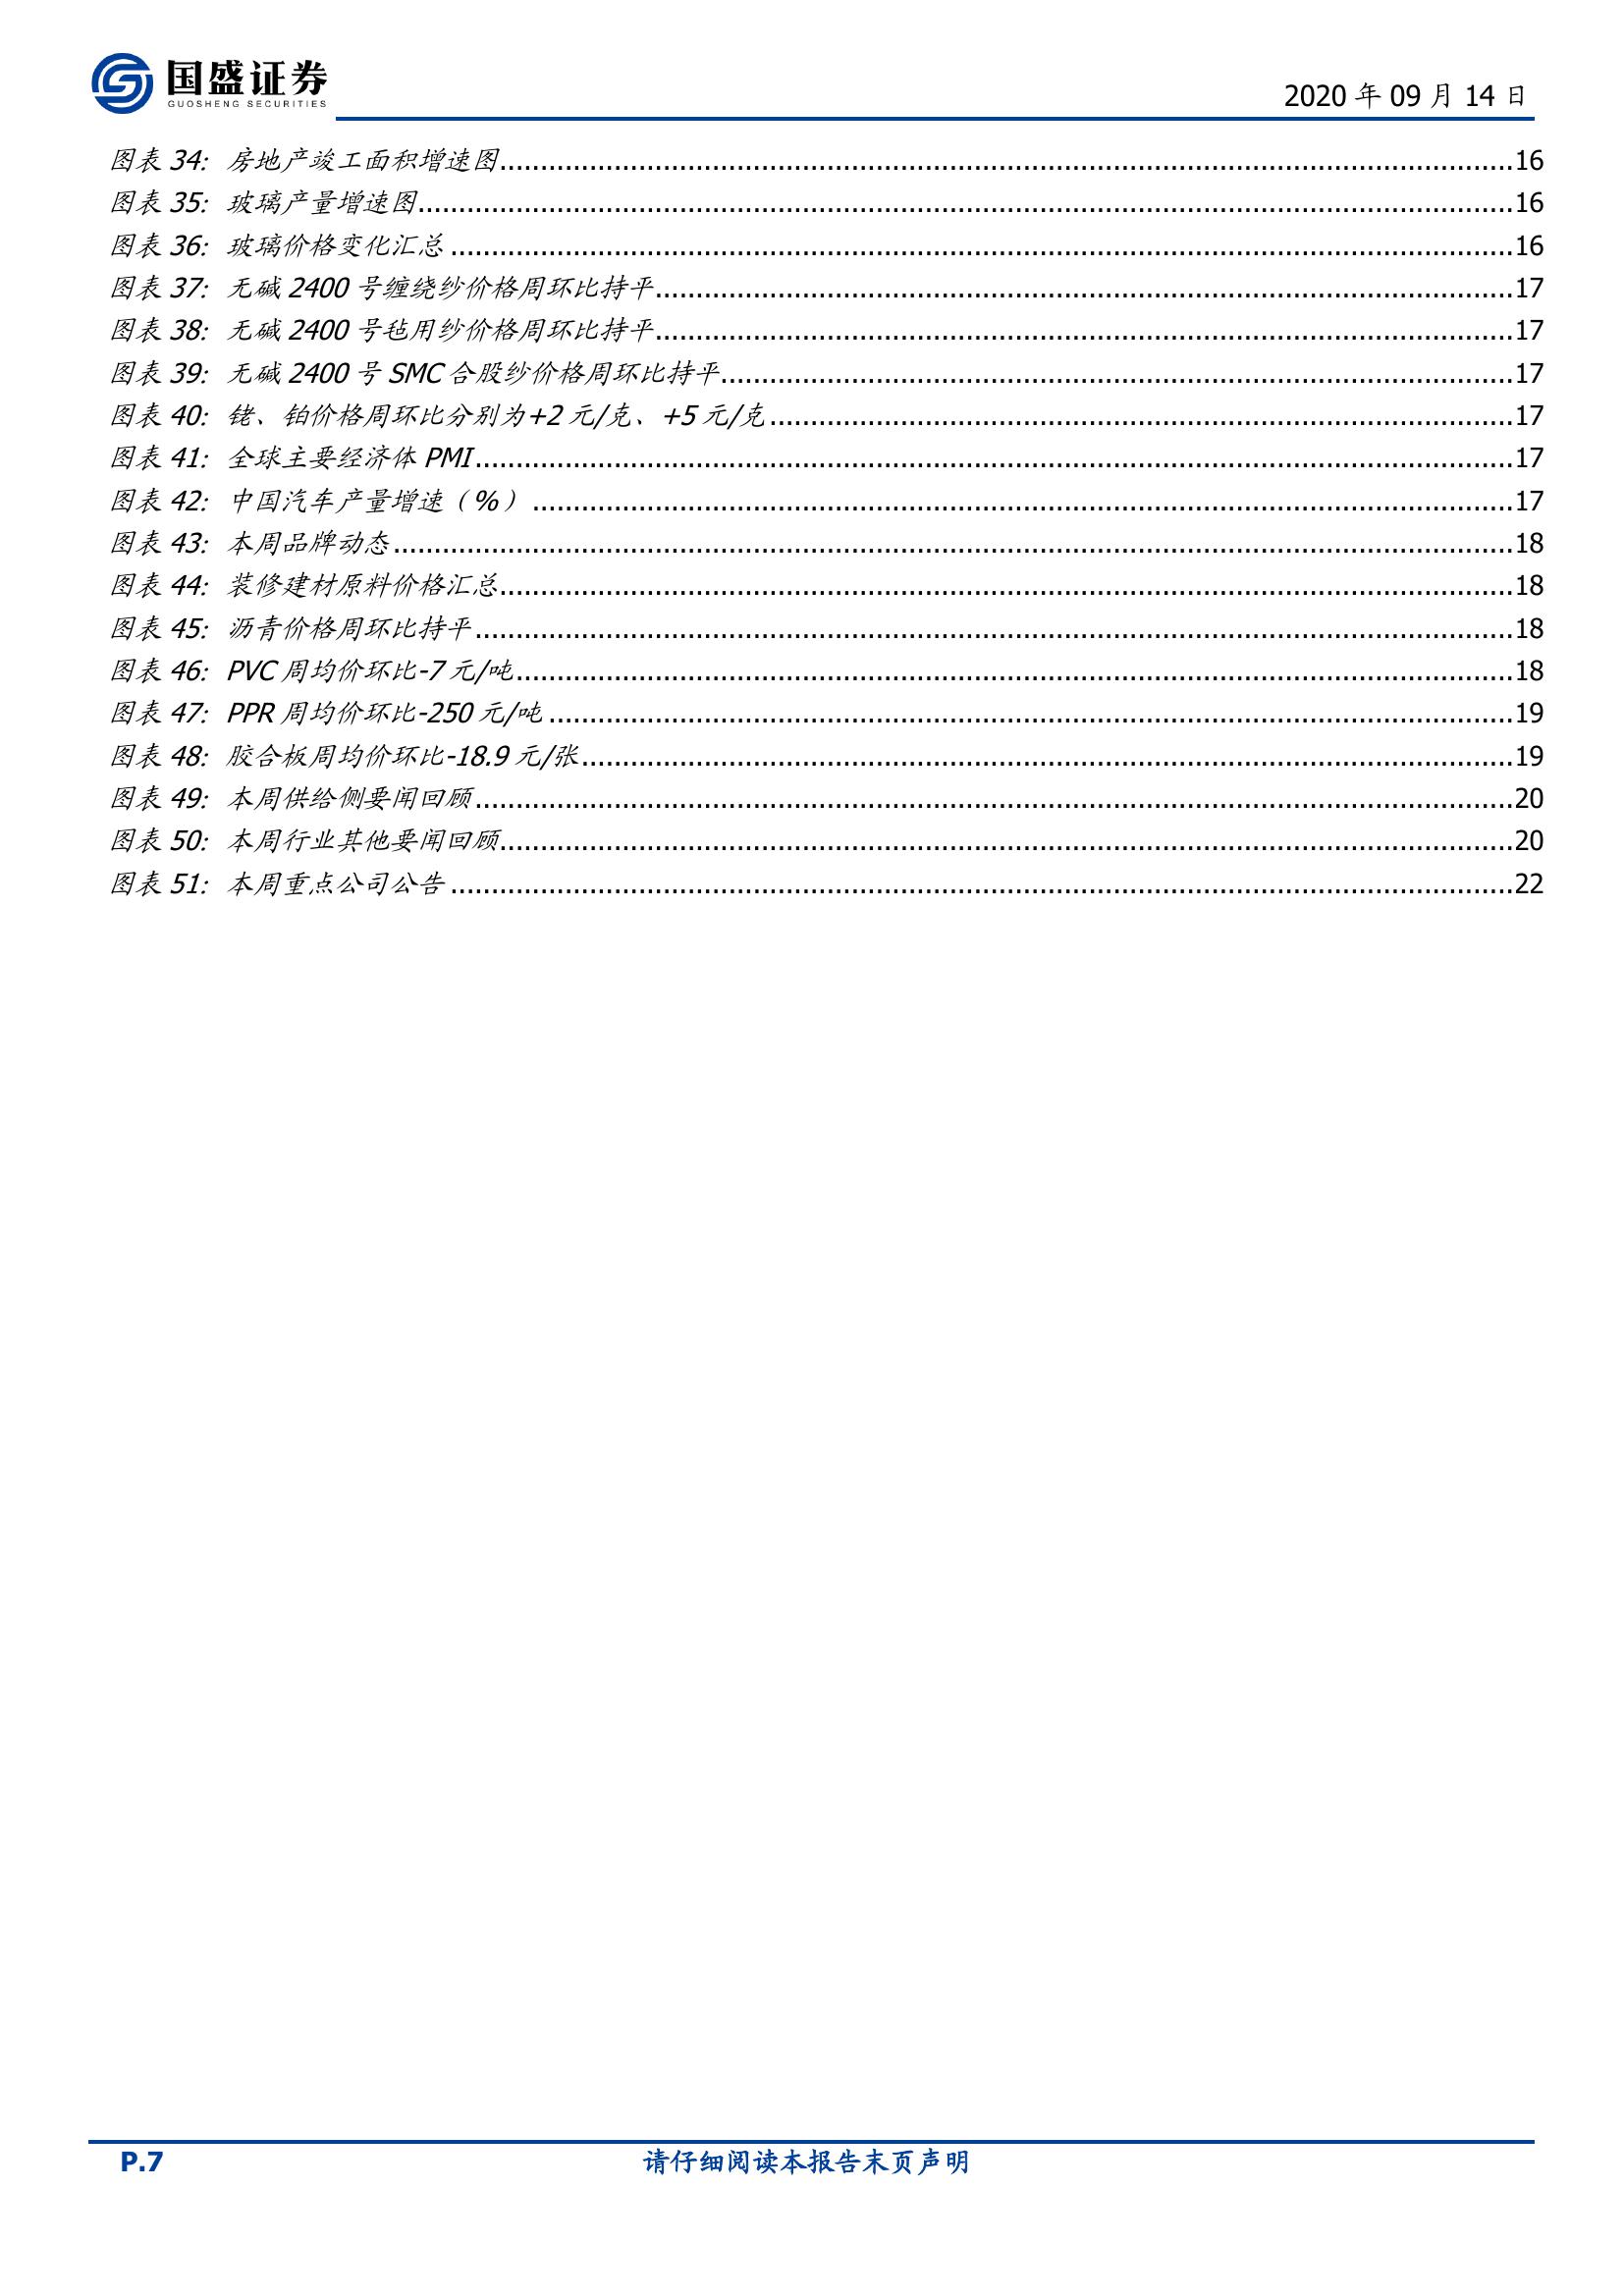 国盛证券
GUOSHENG SECURITIES
2020 年 09 月 14 日
图表 34: 房地产竣工面积增速图 16
图表 35: 玻璃产量增速图 16
图表 36: 玻璃价格变化汇总 16
图表 37: 无碱 2400 号缠绕纱价格周环比持平 17
图表 38: 无碱 2400 号毡用纱价格周环比持平 17
图表 39: 无碱 2400 号 SMC 合股纱价格周环比持平 17
图表 40: 铑、铂价格周环比分别为+2 元/克、+5 元/克 17
图表 41: 全球主要经济体 PMI 17
图表 42: 中国汽车产量增速（%） 17
图表 43: 本周品牌动态 18
图表 44: 装修建材原料价格汇总 18
图表 45: 沥青价格周环比持平 18
图表 46: PVC 周均价环比-7 元/吨 18
图表 47: PPR 周均价环比-250 元/吨 19
图表 48: 胶合板周均价环比-18.9 元/张 19
图表 49: 本周供给侧要闻回顾 20
图表 50: 本周行业其他要闻回顾 20
图表 51: 本周重点公司公告 22
P.7
请仔细阅读本报告末页声明